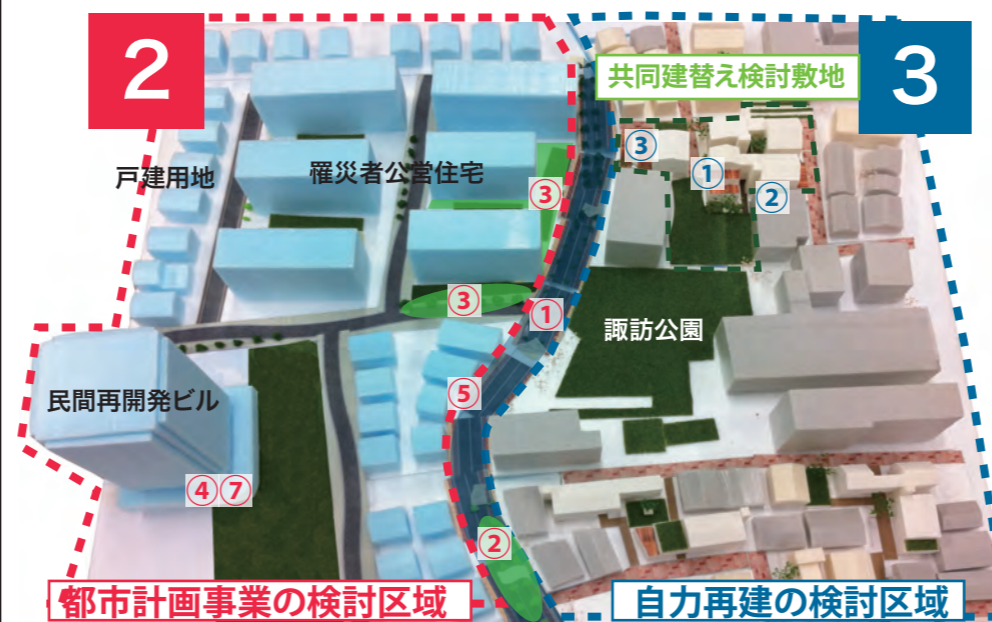 2
3
共同建替え検討敷地
戸建用地
罹災者公営住宅
③
①
②
③
③
①
諏訪公園
民間再開発ビル
⑤
④⑦
②
都市計画事業の検討区域
自力再建の検討区域